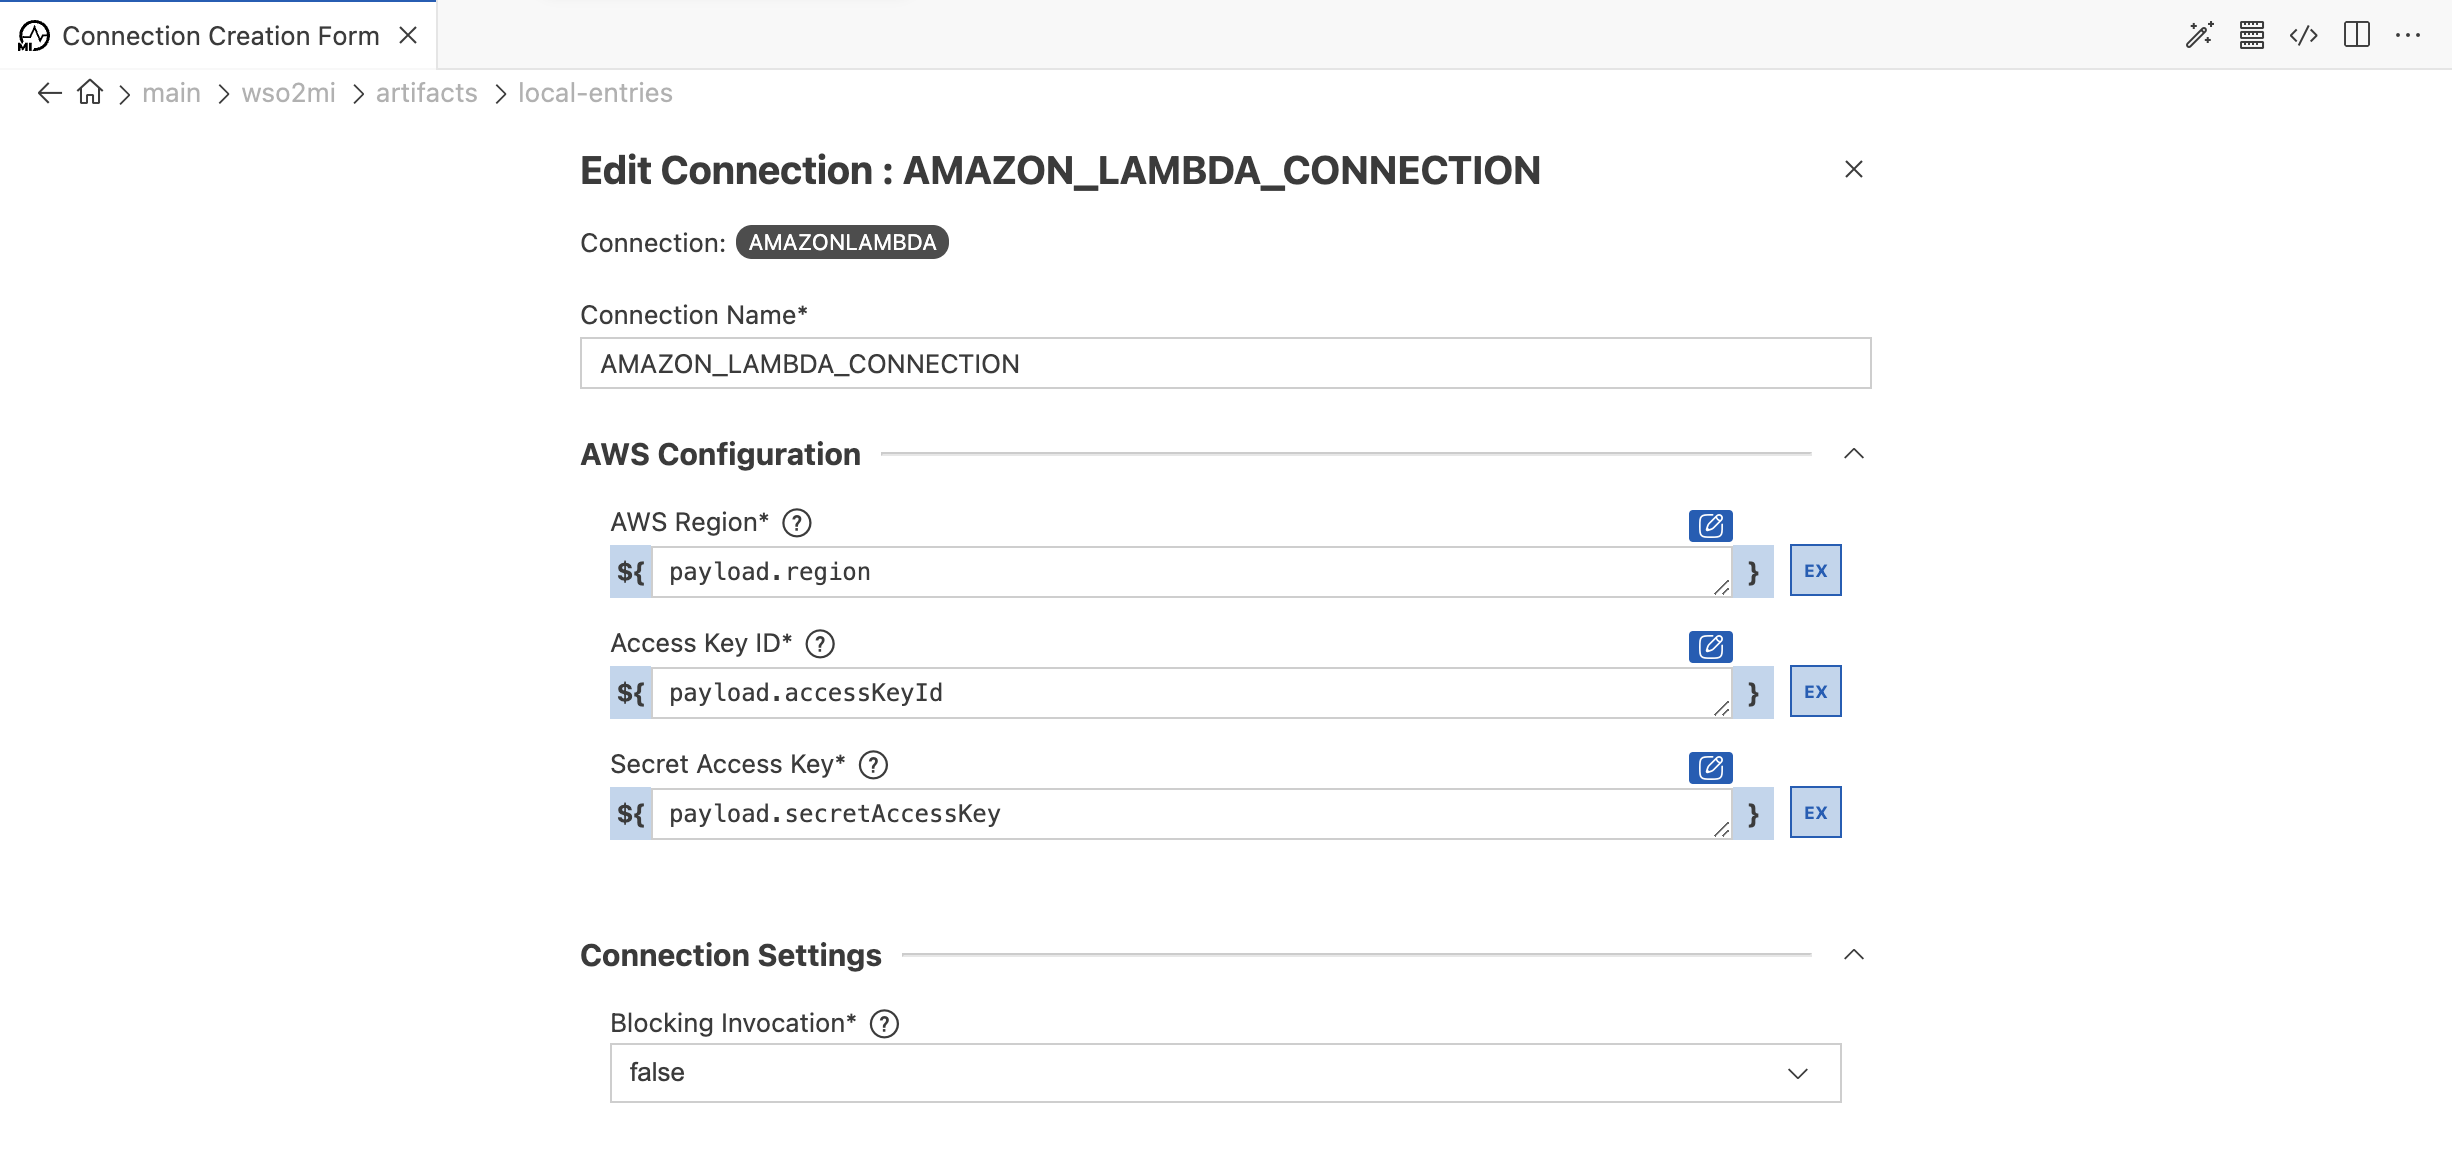 MI Connection Creation Form
main wso2mi artifacts local-entries
Edit Connection : AMAZON_LAMBDA_CONNECTION
Connection: AMAZONLAMBDA
Connection Name*
AMAZON_LAMBDA_CONNECTION
AWS Configuration
AWS Region* ?
${ payload.region } EX
Access Key ID* ?
${ payload.accessKeyId } EX
Secret Access Key* ?
${ payload.secretAccessKey } EX
Connection Settings
Blocking Invocation* ?
false